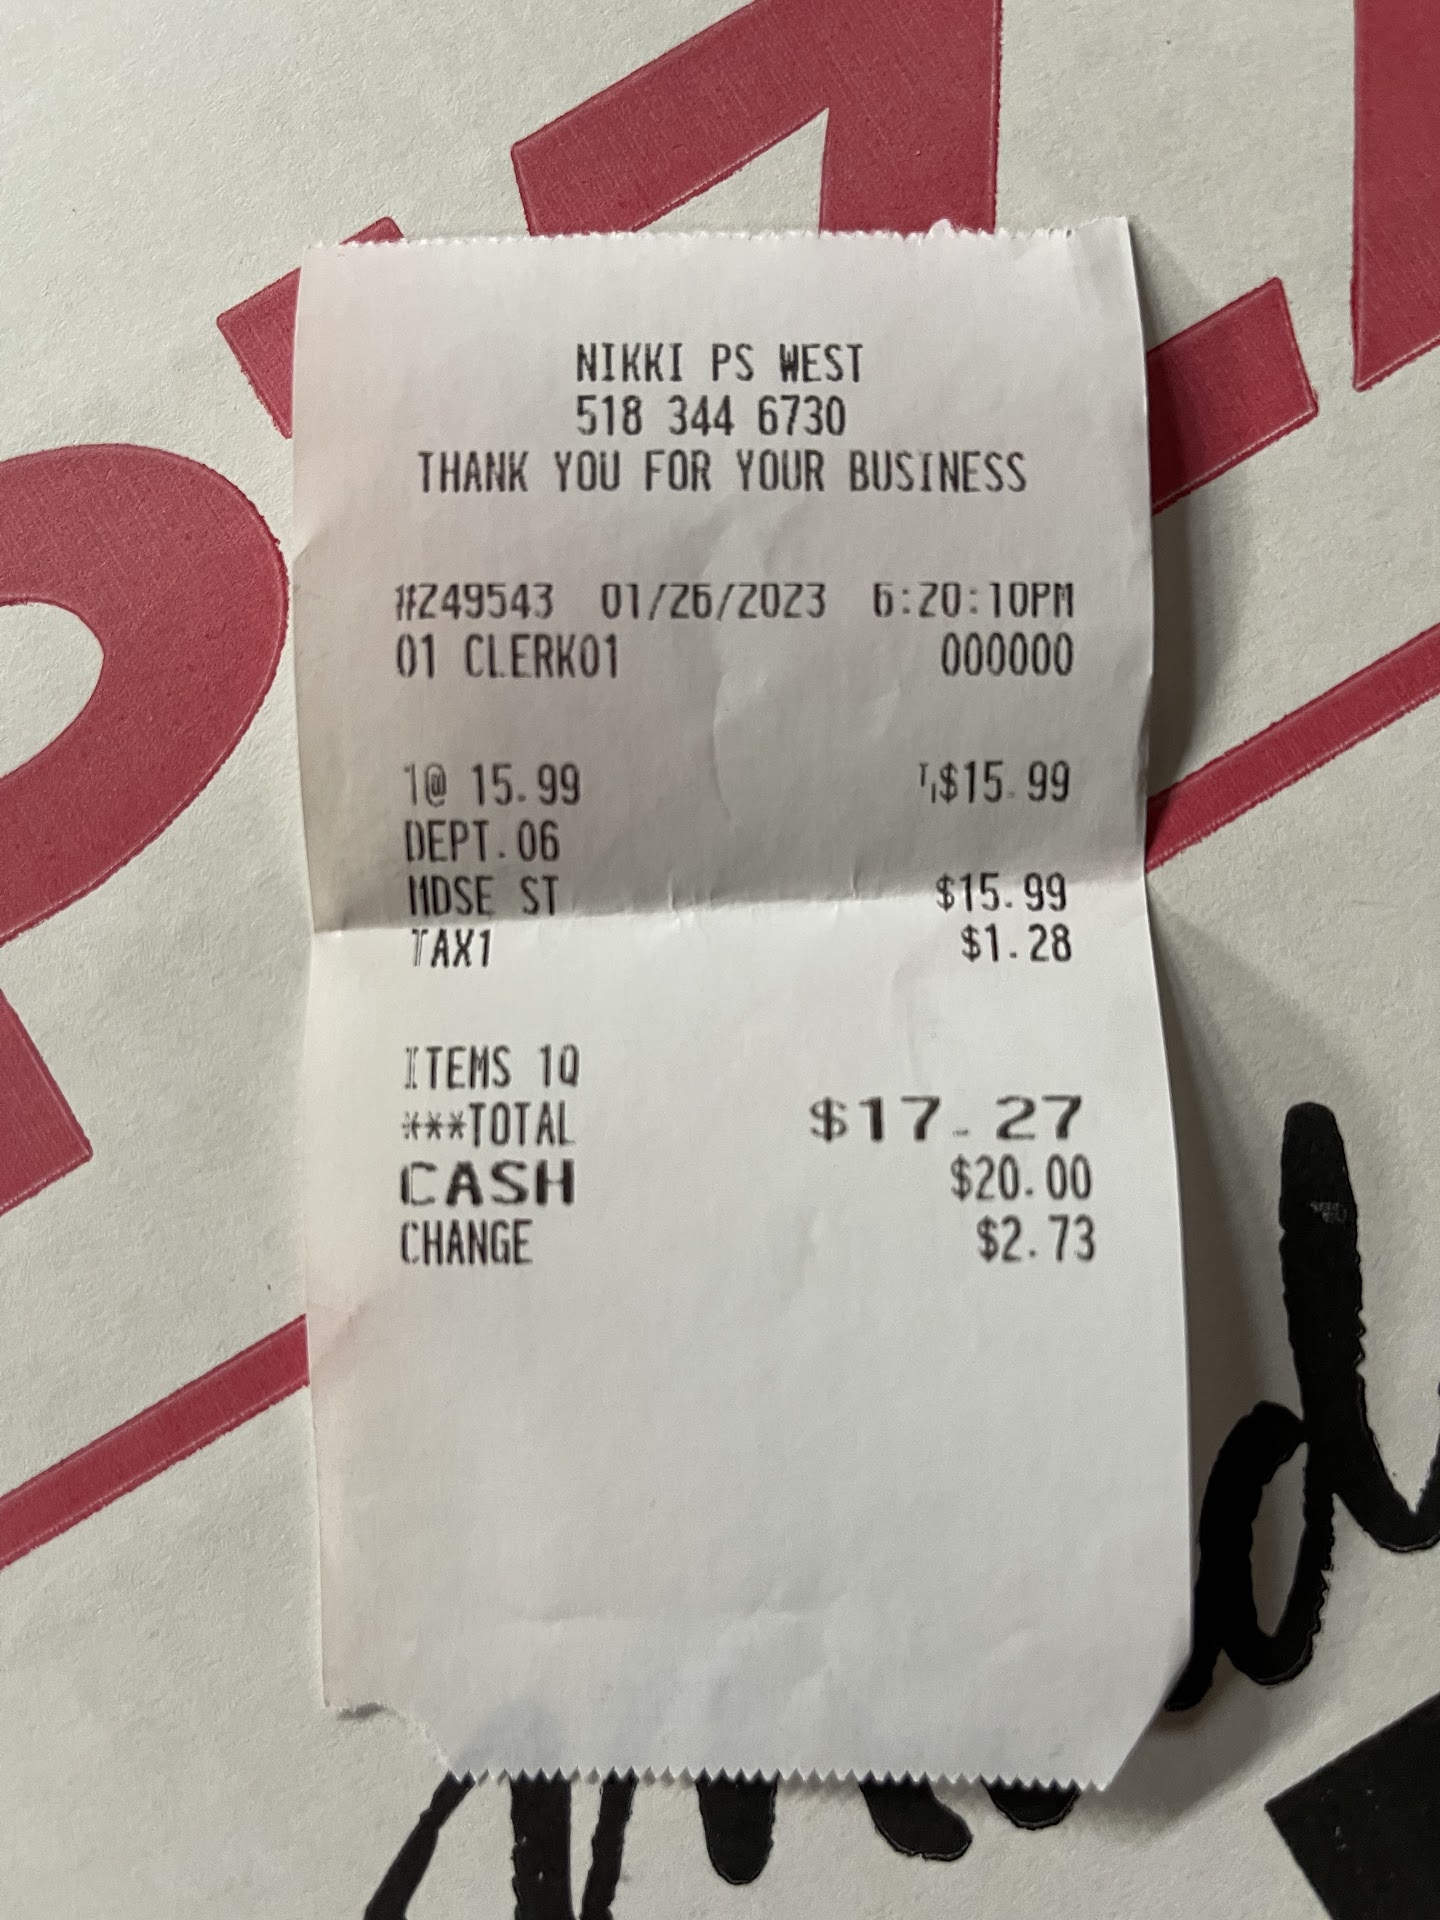 NIKKI PS WEST
518 344 6730
THANK YOU FOR YOUR BUSINESS
#249543 01/26/2023 6:20:10PM
01 CLERK01 000000
1@ 15.99 T1$15.99
DEPT.06
MDSE ST $15.99
TAX1 $1.28
ITEMS 1Q
***TOTAL $17.27
CASH $20.00
CHANGE $2.73